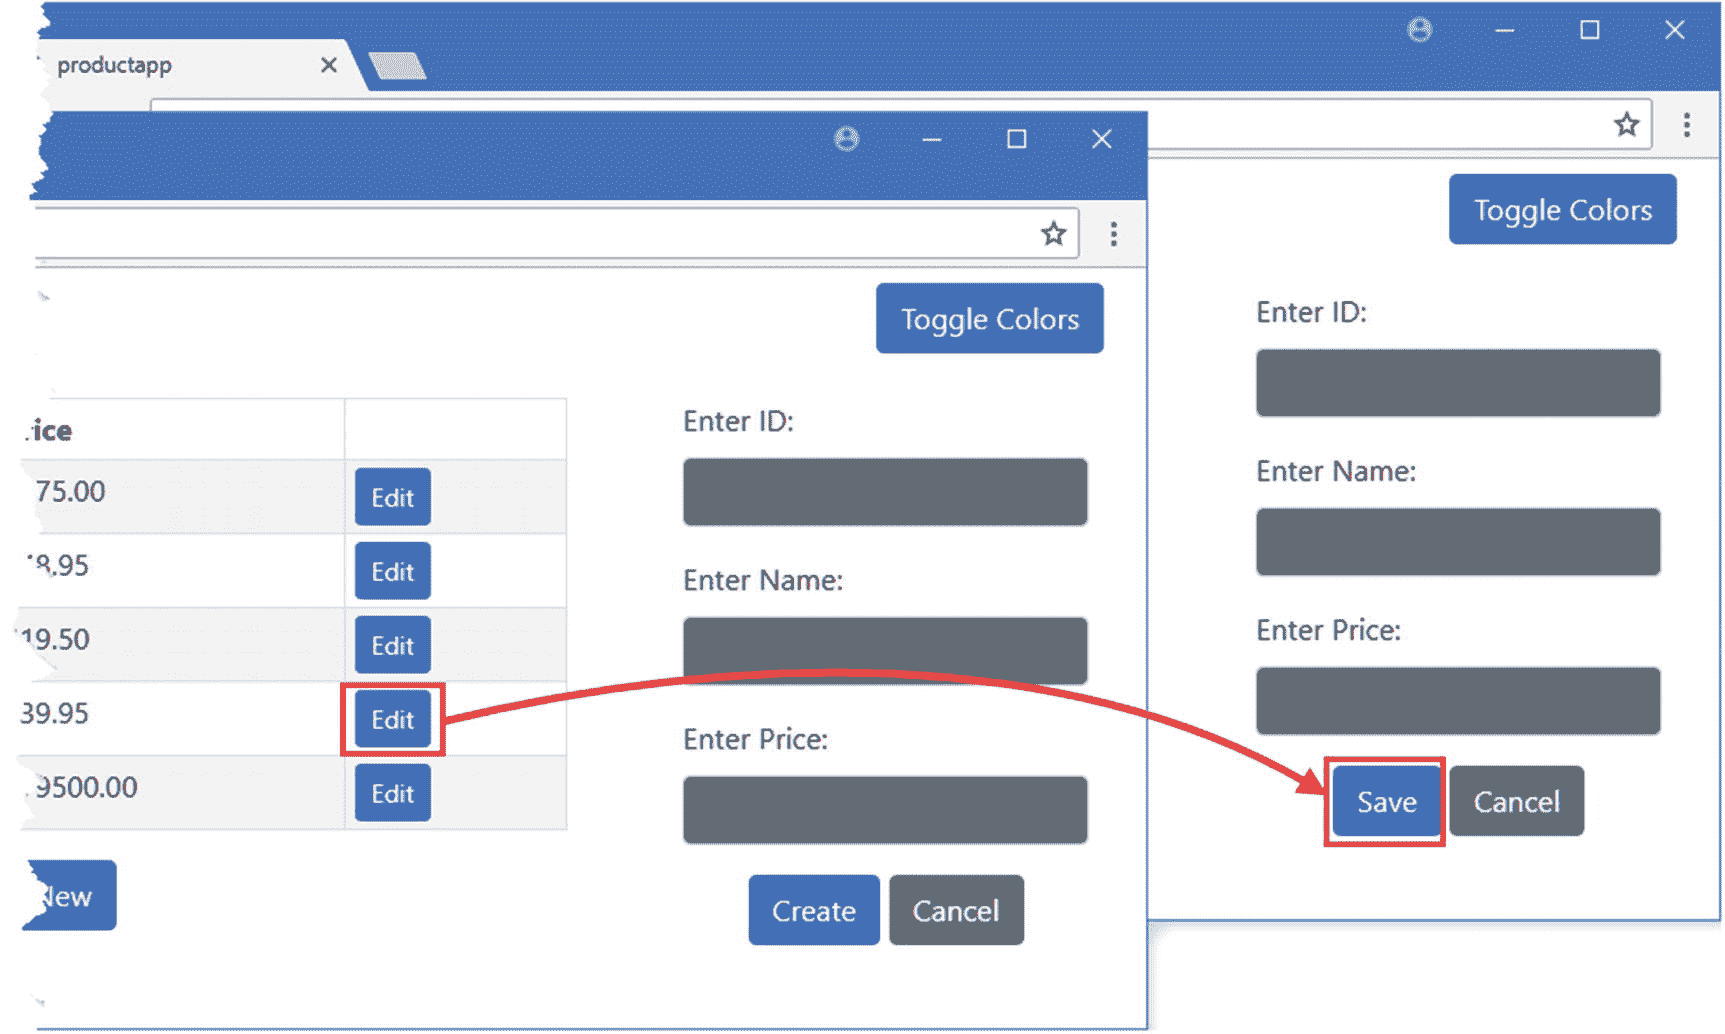 productapp
Toggle Colors
Enter ID:
Enter Name:
Enter Price:
Save
Cancel
Toggle Colors
ice
75.00 Edit
8.95 Edit
19.50 Edit
39.95 Edit
9500.00 Edit
New
Enter ID:
Enter Name:
Enter Price:
Create
Cancel